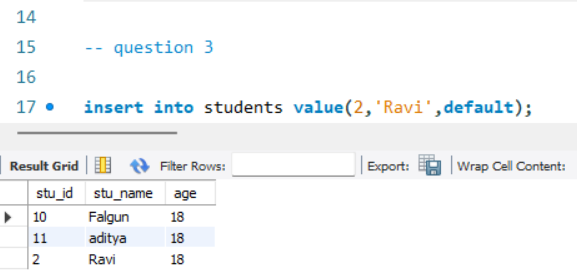 14
15 -- question 3
16
17 insert into students value(2,'Ravi',default);
Result Grid Filter Rows: Export: Wrap Cell Content:
stu_id stu_name age
10 Falgun 18
11 aditya 18
2 Ravi 18